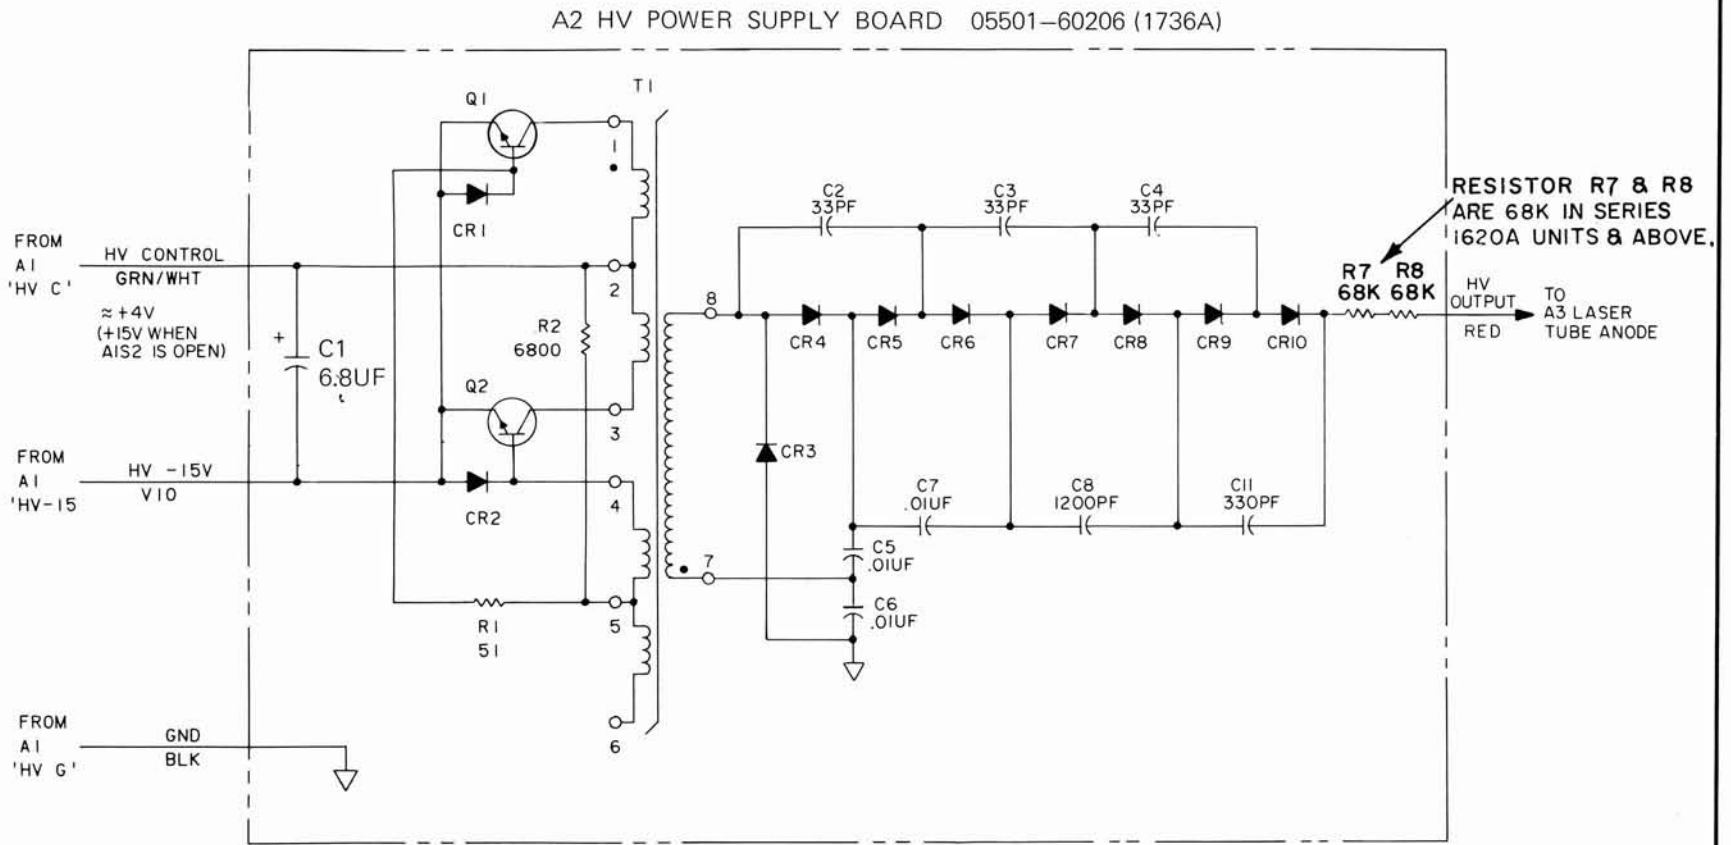 A2 HV POWER SUPPLY BOARD 05501-60206 (1736A)
T1
Q1
1
CR1
FROM
A1
'HV C'
HV CONTROL
GRN/WHT
≈ +4V
(+15V WHEN
A1S2 IS OPEN)
+
C1
6.8UF
2
R2
6800
Q2
3
FROM
A1
'HV-15
HV -15V
VIO
CR2
4
R1
51
5
6
FROM
A1
'HV G'
GND
BLK
8
7
C2
33PF
C3
33PF
C4
33PF
CR4
CR5
CR6
CR7
CR8
CR9
CR10
CR3
C7
.01UF
C8
1200PF
C11
330PF
C5
.01UF
C6
.01UF
RESISTOR R7 & R8
ARE 68K IN SERIES
1620A UNITS & ABOVE.
R7 R8
68K 68K
HV
OUTPUT
RED
TO
A3 LASER
TUBE ANODE